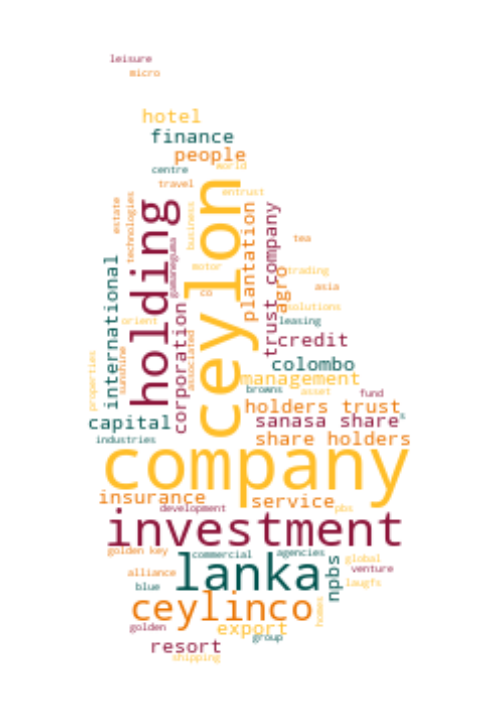 leisure
micro
hotel
finance
people
centre
world
travel
entrust
estate
technologies
holding
gamaneguma
business
ceylon
plantation
trust company
tea
motor
agro
trading
international
co
asia
corporation
solutions
orient
leasing
associated
credit
sunshine
colombo
properties
management
browns
asset
fund
holders trust
capital
sanasa share
s
industries
share holders
company
insurance
service
development
pbs
investment
golden key
commercial
agencies
global
lanka
npbs
alliance
venture
blue
laugfs
ceylinco
homes
golden
export
group
resort
shipping